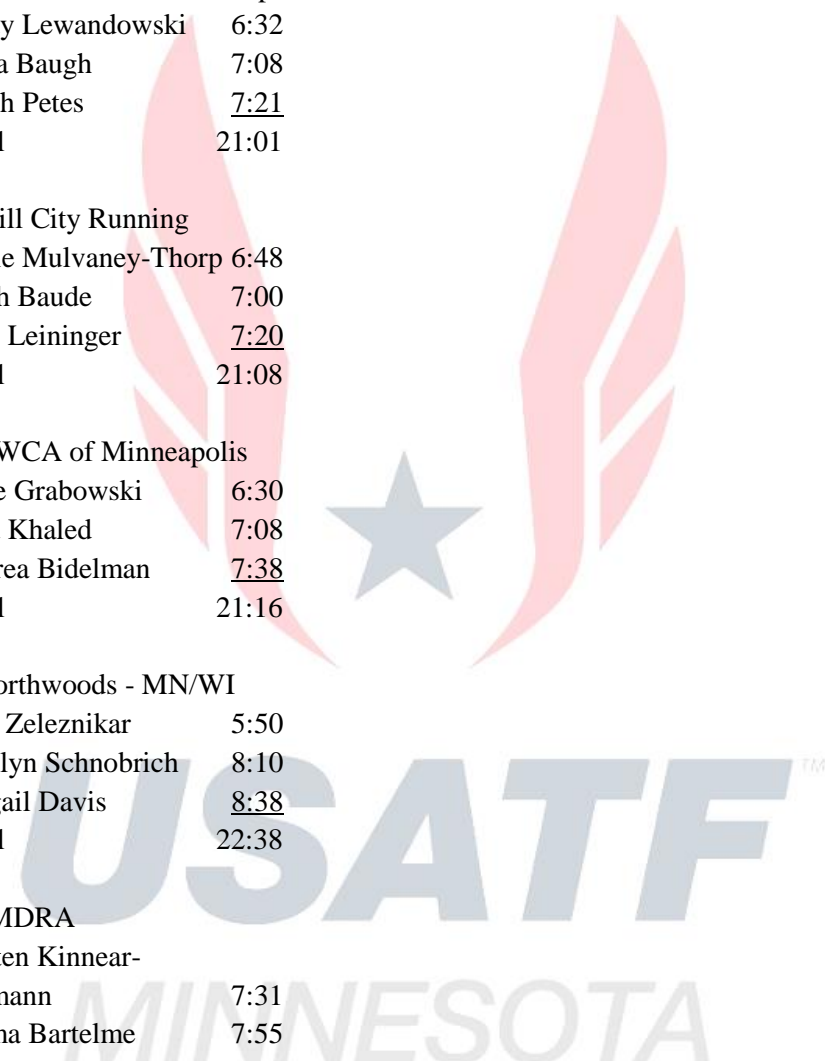 y Lewandowski 6:32
a Baugh 7:08
h Petes 7:21
l 21:01
ill City Running
e Mulvaney-Thorp 6:48
h Baude 7:00
Leininger 7:20
l 21:08
WCA of Minneapolis
e Grabowski 6:30
Khaled 7:08
rea Bidelman 7:38
l 21:16
orthwoods - MN/WI
Zeleznikar 5:50
lyn Schnobrich 8:10
gail Davis 8:38
l 22:38
MDRA
ten Kinnear-
mann 7:31
na Bartelme 7:55
USATF TM
MINNESOTA